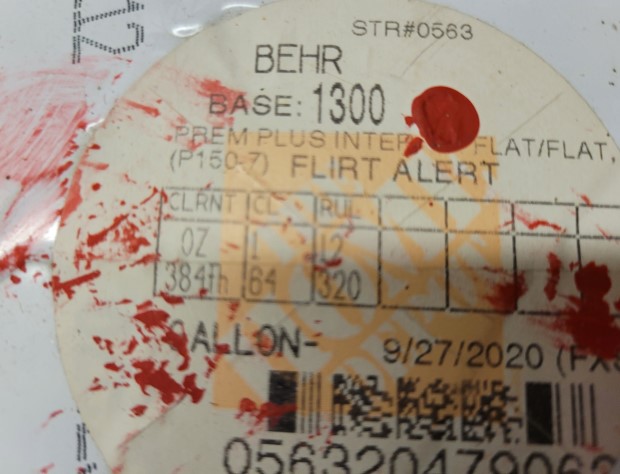 STR#0563
BEHR
BASE: 1300
PREM PLUS INTER FLAT/FLAT,
(P150-7) FLIRT ALERT
CLRNT CL RUL
OZ 1 12
384Th 64 320
GALLON- 9/27/2020